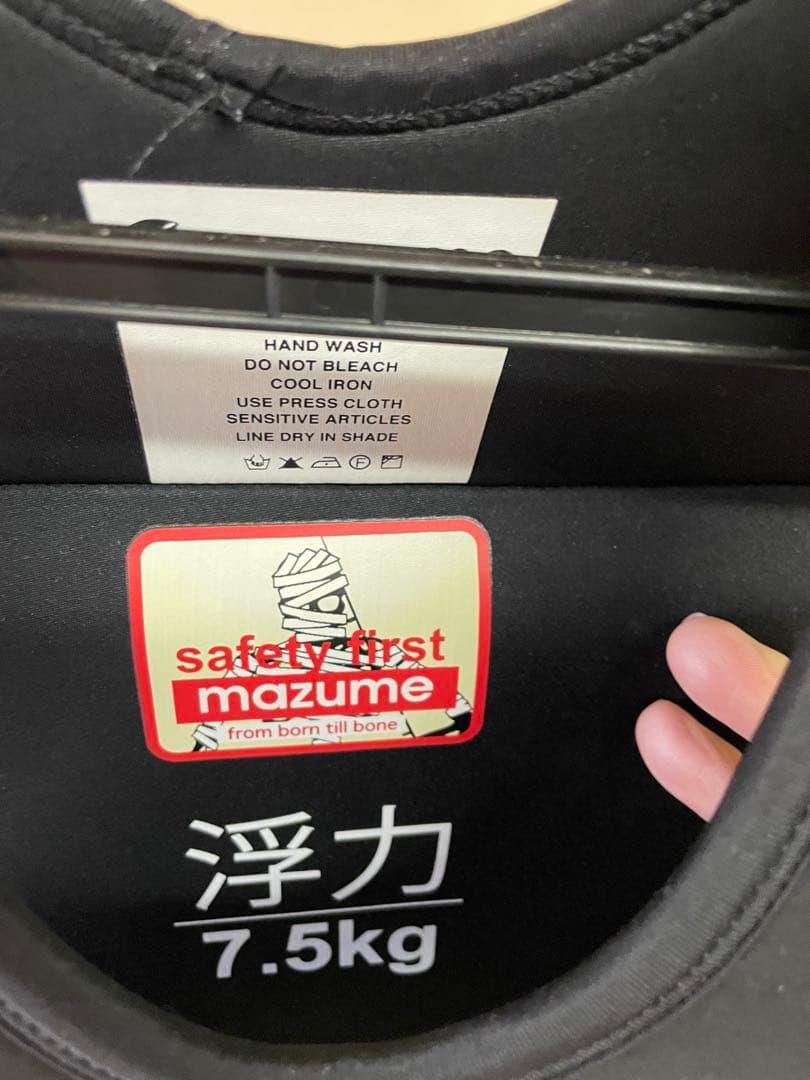 HAND WASH
DO NOT BLEACH
COOL IRON
USE PRESS CLOTH
SENSITIVE ARTICLES
LINE DRY IN SHADE
F
safety first
mazume
from born till bone
浮力
7.5kg